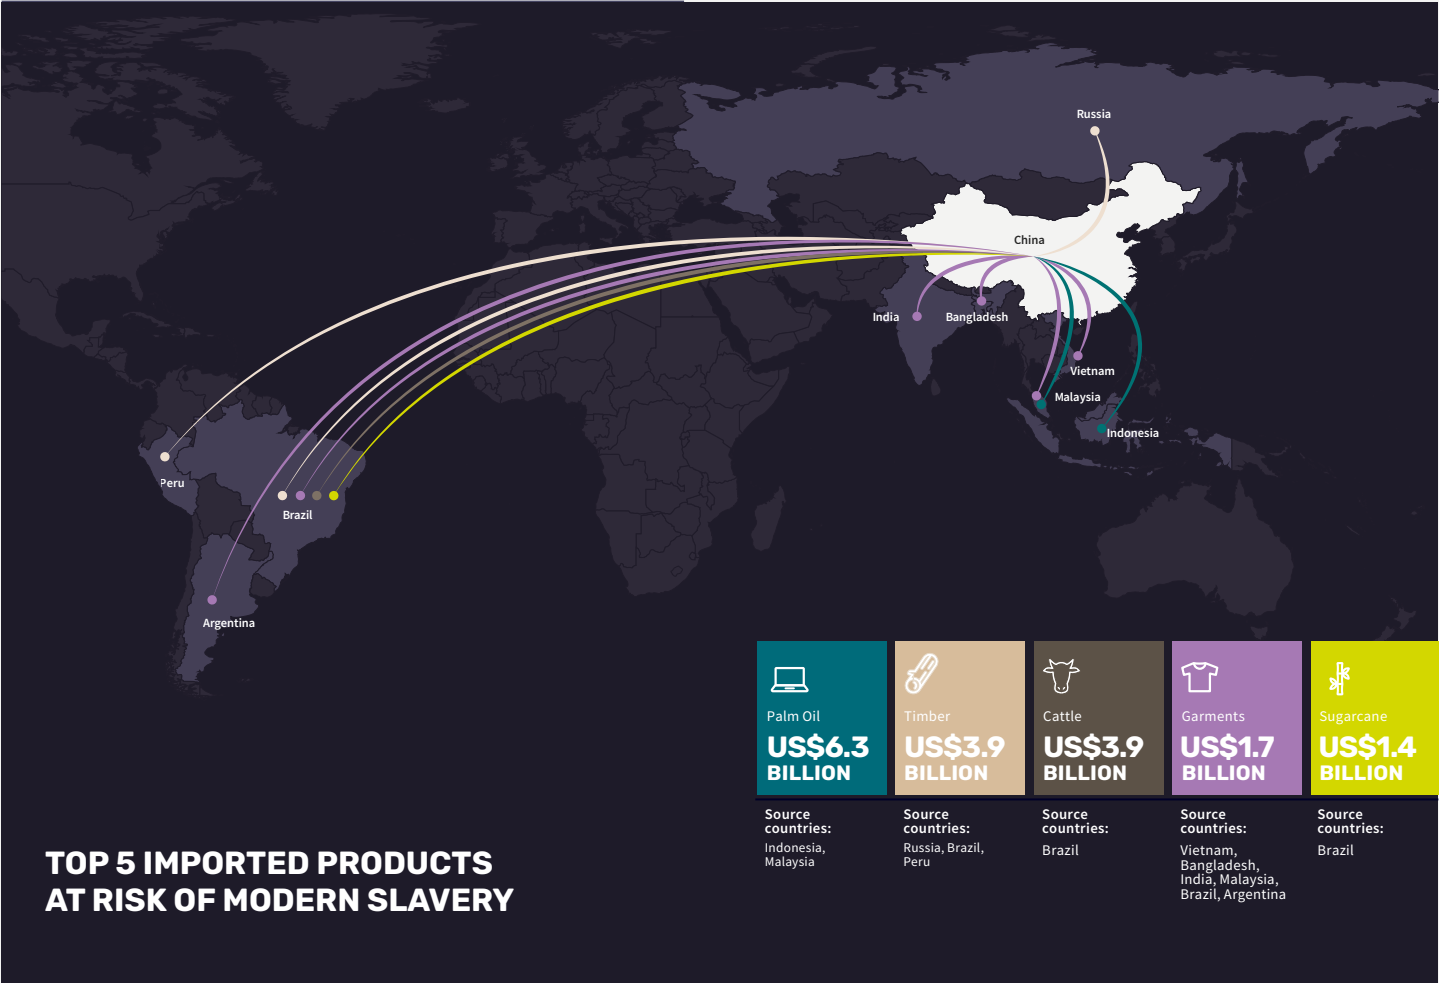 Russia
China
India
Bangladesh
Vietnam
Malaysia
Indonesia
Peru
Brazil
Argentina
Palm Oil
US$6.3
BILLION
Source
countries:
Indonesia,
Malaysia
Timber
US$3.9
BILLION
Source
countries:
Russia, Brazil,
Peru
Cattle
US$3.9
BILLION
Source
countries:
Brazil
Garments
US$1.7
BILLION
Source
countries:
Vietnam,
Bangladesh,
India, Malaysia,
Brazil, Argentina
Sugarcane
US$1.4
BILLION
Source
countries:
Brazil
TOP 5 IMPORTED PRODUCTS
AT RISK OF MODERN SLAVERY